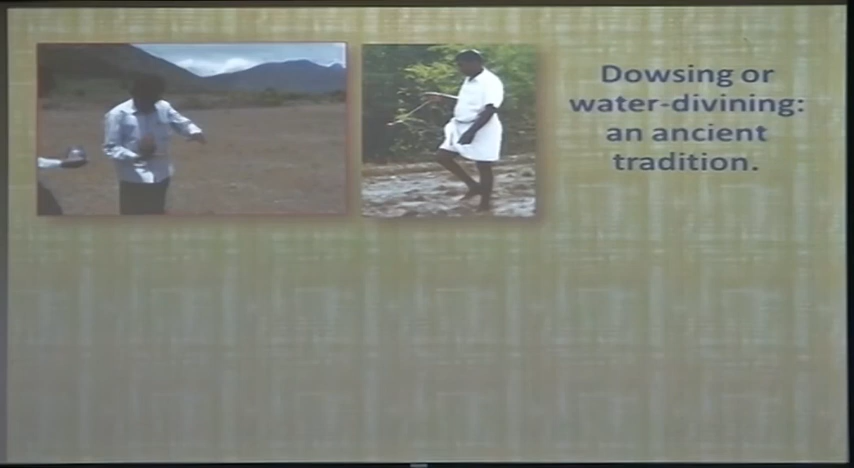 Dowsing or
water-divining:
an ancient
tradition.